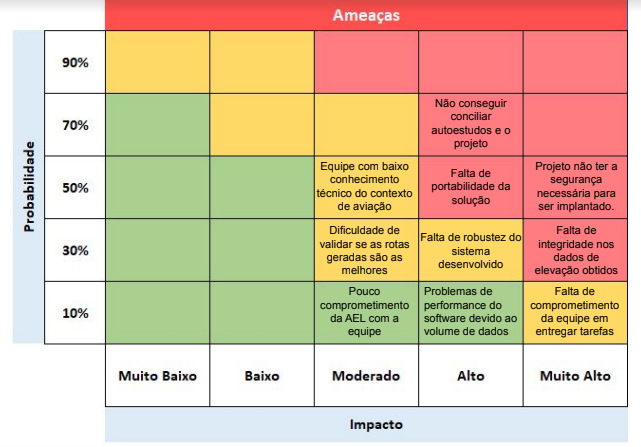 Ameaças
Probabilidade
90%
70%
Não conseguir
conciliar
autoestudos e o
projeto
50%
Equipe com baixo
conhecimento
técnico do contexto
de aviação
Falta de
portabilidade da
solução
Projeto não ter a
segurança
necessária para
ser implantado.
30%
Dificuldade de
validar se as rotas
geradas são as
melhores
Falta de robustez do
sistema
desenvolvido
Falta de
integridade nos
dados de
elevação obtidos
10%
Pouco
comprometimento
da AEL com a
equipe
Problemas de
performance do
software devido ao
volume de dados
Falta de
comprometimento
da equipe em
entregar tarefas
Muito Baixo
Baixo
Moderado
Alto
Muito Alto
Impacto